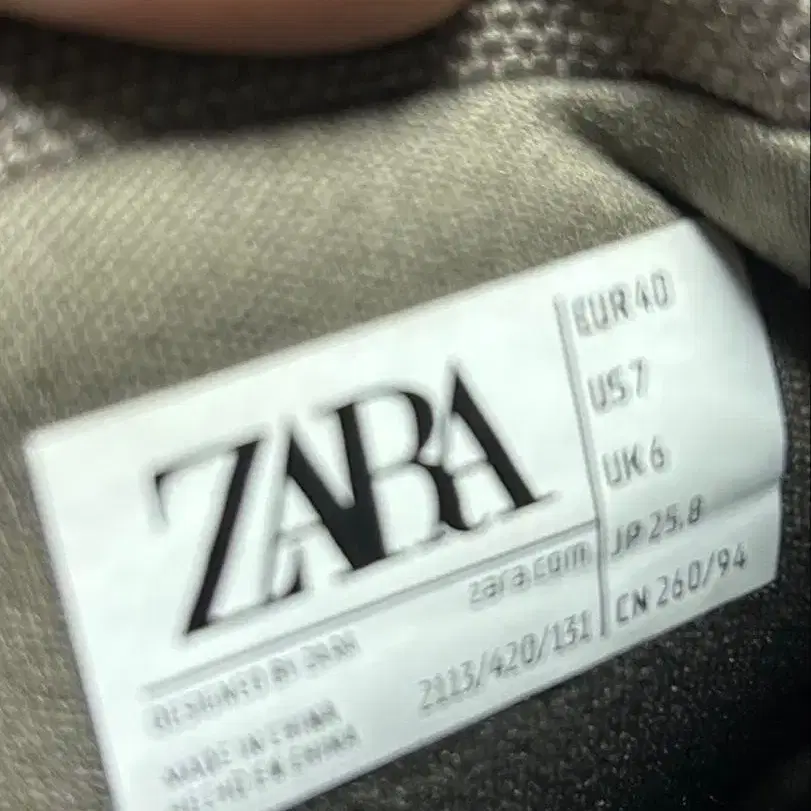 ZARA
zara.com
EUR 40
US 7
UK 6
JP 25.8
CN 260/94
DESIGNED BY ZARA
2113/420/131
MADE IN CHINA